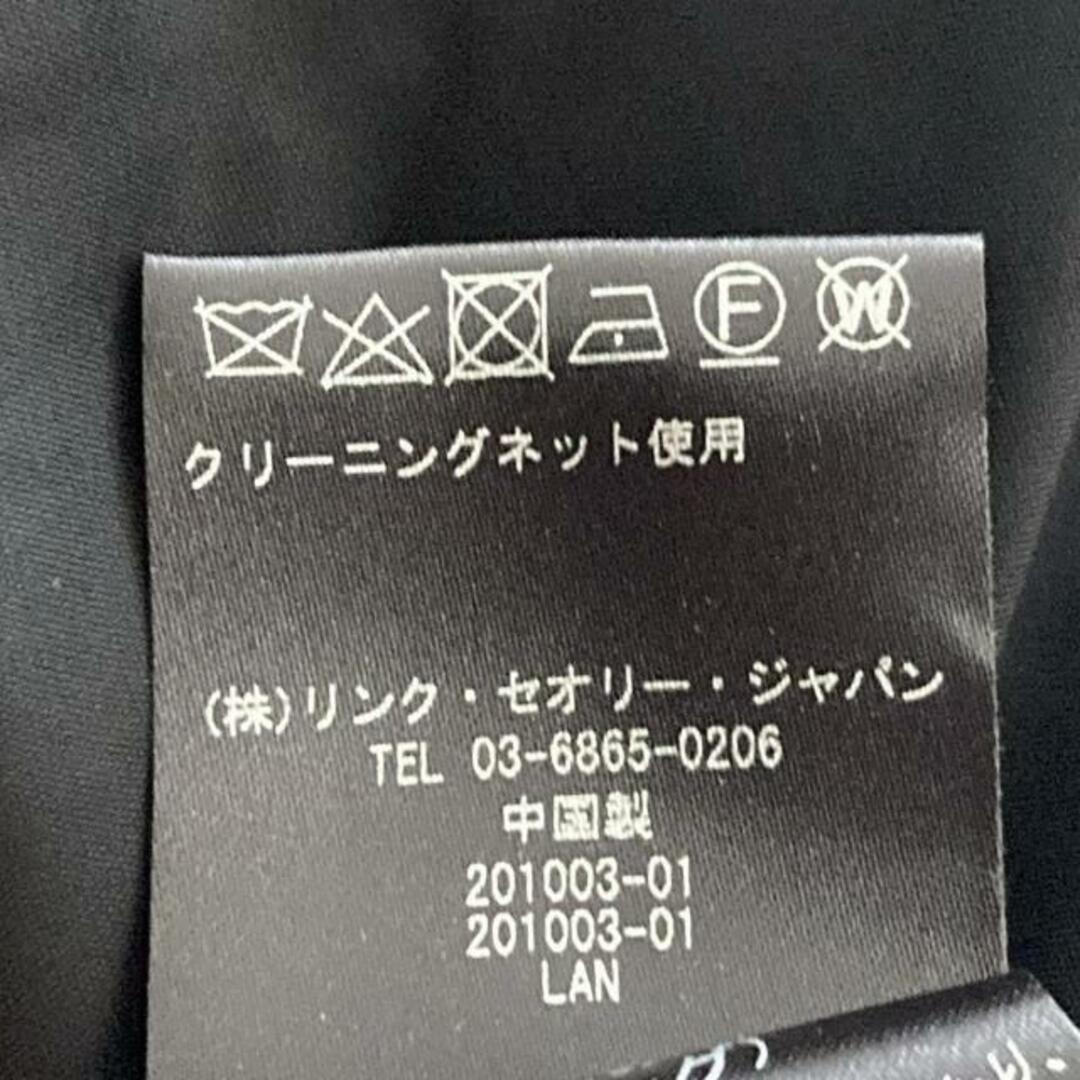 F W
クリーニングネット使用
(株)リンク・セオリー・ジャパン
TEL 03-6865-0206
中国製
201003-01
201003-01
LAN